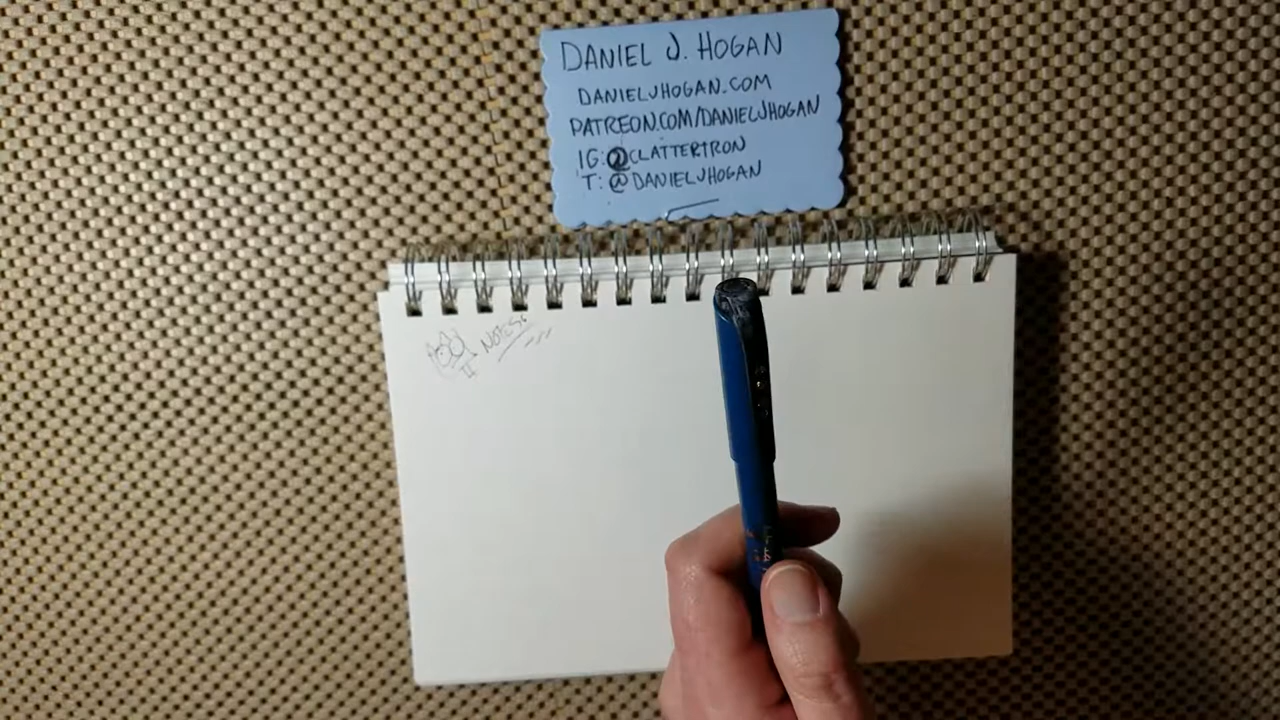 DANIEL J. HOGAN
DANIELJHOGAN.COM
PATREON.COM/DANIELJHOGAN
IG: @CLATTERTRON
T: @DANIELJHOGAN
NOTES